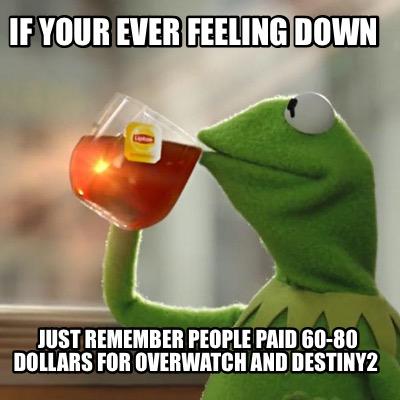 IF YOUR EVER FEELING DOWN
Lipton
JUST REMEMBER PEOPLE PAID 60-80
DOLLARS FOR OVERWATCH AND DESTINY2